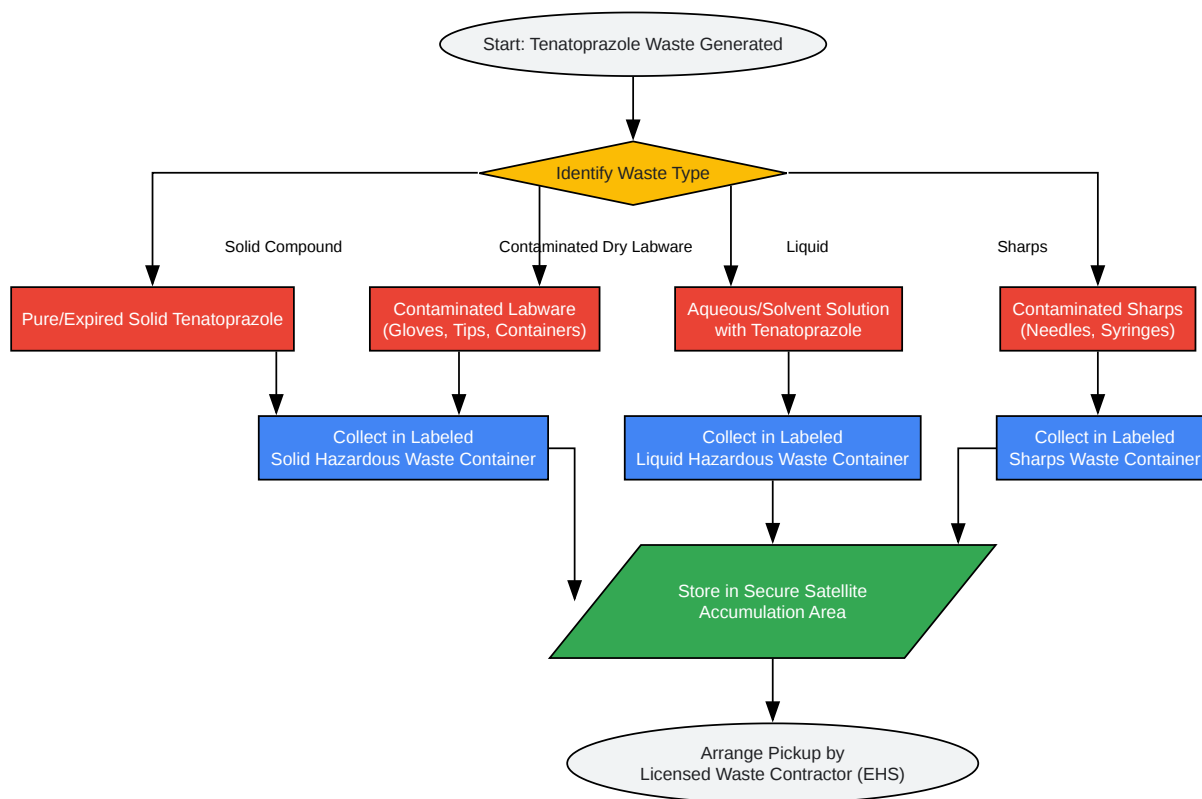 Start: Tenatoprazole Waste Generated
Identify Waste Type
Solid Compound
Contaminated Dry Labware
Liquid
Sharps
Pure/Expired Solid Tenatoprazole
Contaminated Labware
(Gloves, Tips, Containers)
Aqueous/Solvent Solution
with Tenatoprazole
Contaminated Sharps
(Needles, Syringes)
Collect in Labeled
Solid Hazardous Waste Container
Collect in Labeled
Liquid Hazardous Waste Container
Collect in Labeled
Sharps Waste Container
Store in Secure Satellite
Accumulation Area
Arrange Pickup by
Licensed Waste Contractor (EHS)